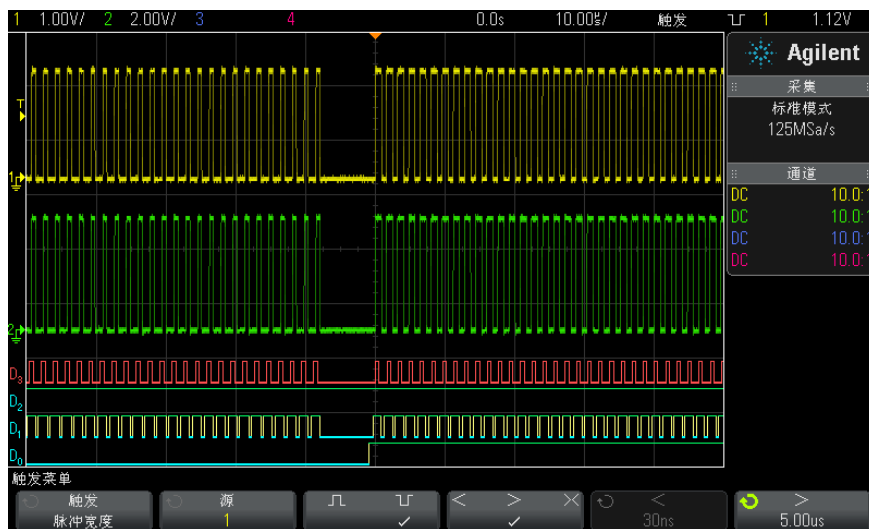 1 1.00V/ 2 2.00V/ 3 4 0.0s 10.00㎲/ 触发 1 1.12V
Agilent
采集
标准模式
125MSa/s
通道
DC 10.0:1
DC 10.0:1
DC 10.0:1
DC 10.0:1
T
1
2
D3
D2
D1
D0
触发菜单
触发
脉冲宽度
源
1
< >
<
30ns
>
5.00us